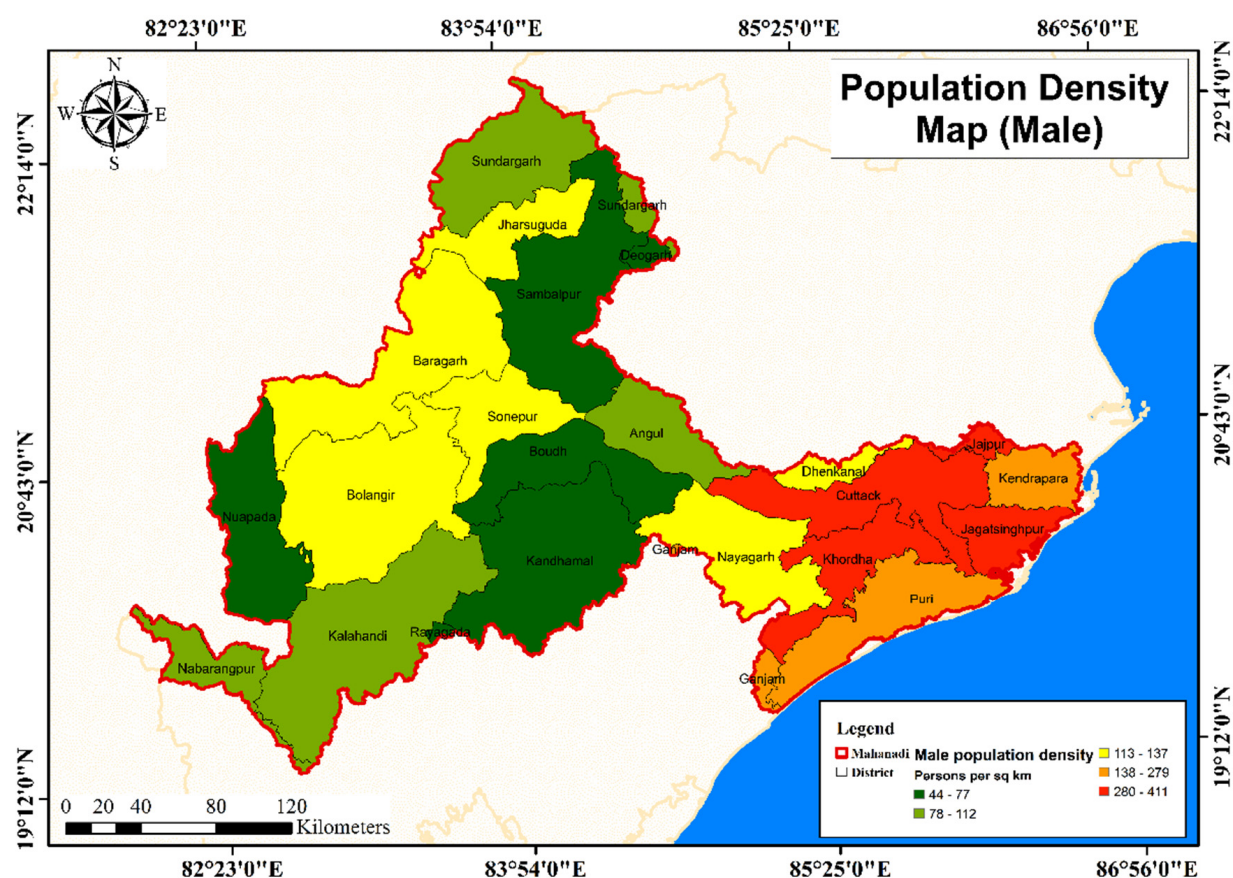 82°23'0"E 83°54'0"E 85°25'0"E 86°56'0"E
N
W E
S
Population Density
Map (Male)
22°14'0"N
22°14'0"N
Sundargarh
Sundargarh
Jharsuguda
Deogarh
Sambalpur
Baragarh
Sonepur
20°43'0"N
Angul
Boudh
Jajpur
Dhenkanal
Kendrapara
20°43'0"N
Bolangir
Cuttack
Nuapada
Jagatsinghpur
Ganjam
Nayagarh
Khordha
Kandhamal
Puri
Kalahandi
Rayagada
Nabarangpur
Ganjam
Legend
Mahanadi
District
Male population density
Persons per sq km
44 - 77
78 - 112
113 - 137
138 - 279
280 - 411
19°12'0"N
19°12'0"N
0 20 40 80 120
Kilometers
82°23'0"E 83°54'0"E 85°25'0"E 86°56'0"E